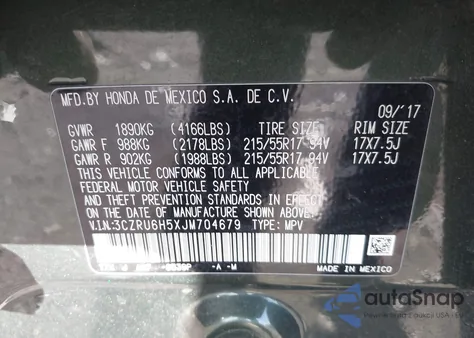 MFD.BY HONDA DE MEXICO S.A. DE C.V.
09/'17
GVWR 1890KG (4166LBS) TIRE SIZE RIM SIZE
GAWR F 988KG (2178LBS) 215/55R17 94V 17X7.5J
GAWR R 902KG (1988LBS) 215/55R17 94V 17X7.5J
THIS VEHICLE CONFORMS TO ALL APPLICABLE
FEDERAL MOTOR VEHICLE SAFETY, BUMPER,
AND THEFT PREVENTION STANDARDS IN EFFECT
ON THE DATE OF MANUFACTURE SHOWN ABOVE.
V.I.N:3CZRU6H5XJM704679 TYPE: MPV
-A -M
MADE IN MEXICO
autoSnap